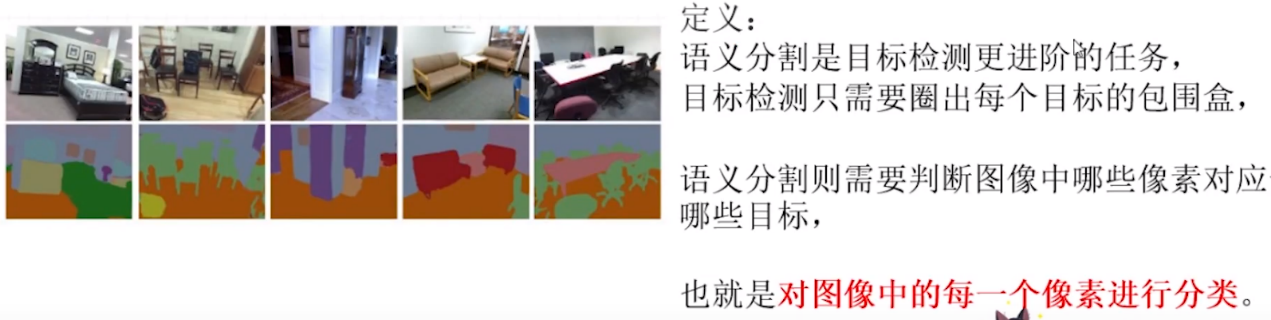 定义：
语义分割是目标检测更进阶的任务，
目标检测只需要圈出每个目标的包围盒，
语义分割则需要判断图像中哪些像素对应
哪些目标，
也就是对图像中的每一个像素进行分类。